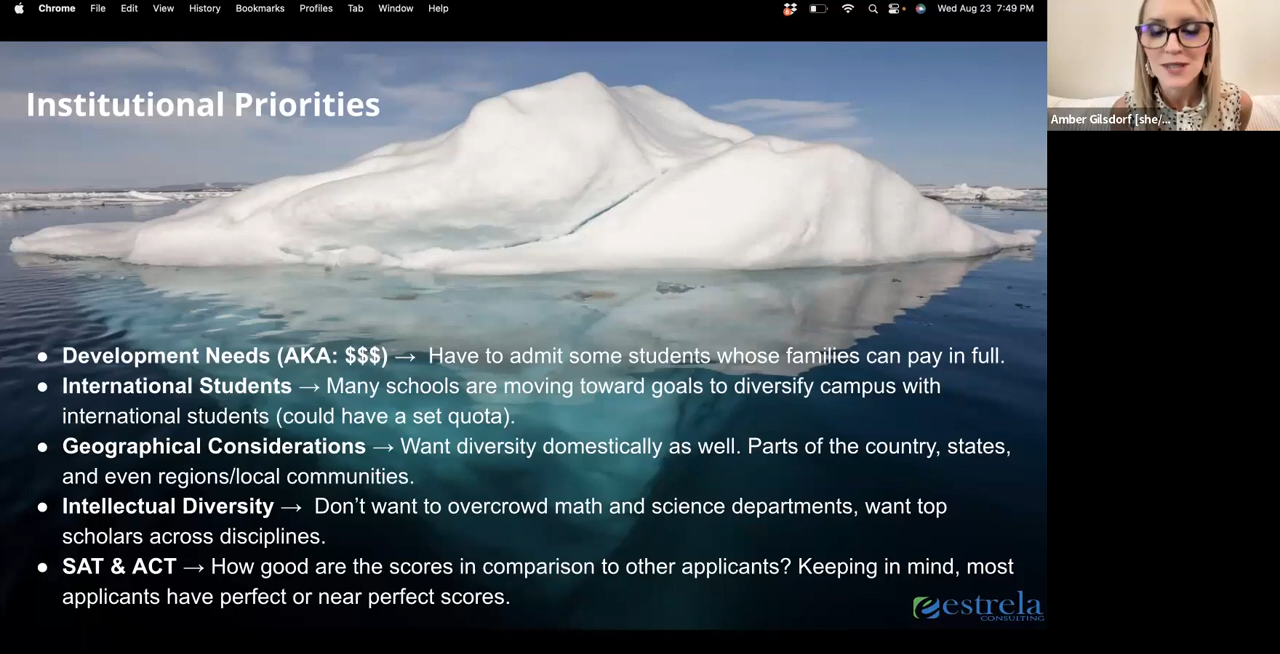 Chrome File Edit View History Bookmarks Profiles Tab Window Help Wed Aug 23 7:49 PM
Institutional Priorities
Amber Gilsdorf [she/...
● Development Needs (AKA: $$$) → Have to admit some students whose families can pay in full.
● International Students → Many schools are moving toward goals to diversify campus with
international students (could have a set quota).
● Geographical Considerations → Want diversity domestically as well. Parts of the country, states,
and even regions/local communities.
● Intellectual Diversity → Don’t want to overcrowd math and science departments, want top
scholars across disciplines.
● SAT & ACT → How good are the scores in comparison to other applicants? Keeping in mind, most
applicants have perfect or near perfect scores.
estrela
CONSULTING